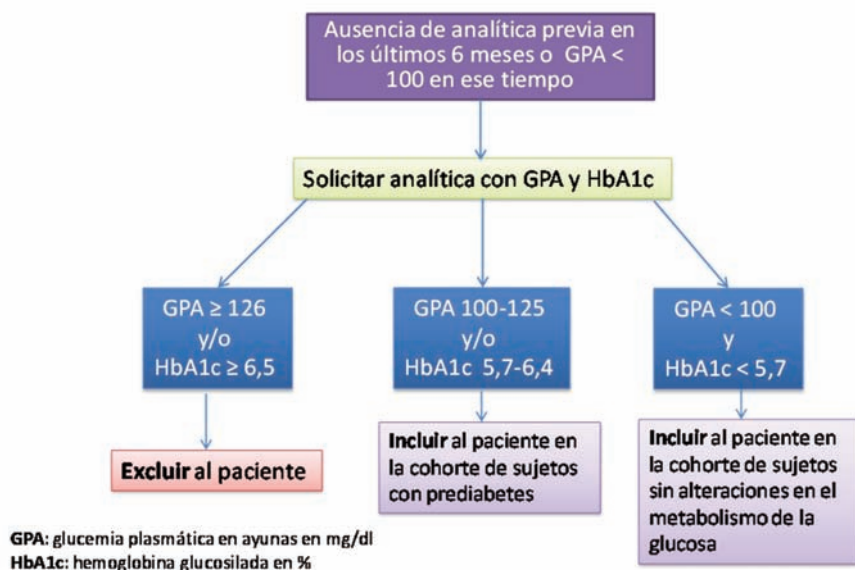 Ausencia de analítica previa en
los últimos 6 meses o GPA <
100 en ese tiempo
Solicitar analítica con GPA y HbA1c
GPA ≥ 126
y/o
HbA1c ≥ 6,5
GPA 100-125
y/o
HbA1c 5,7-6,4
GPA < 100
y
HbA1c < 5,7
Excluir al paciente
Incluir al paciente en
la cohorte de sujetos
con prediabetes
Incluir al paciente en
la cohorte de sujetos
sin alteraciones en el
metabolismo de la
glucosa
GPA: glucemia plasmática en ayunas en mg/dl
HbA1c: hemoglobina glucosilada en %